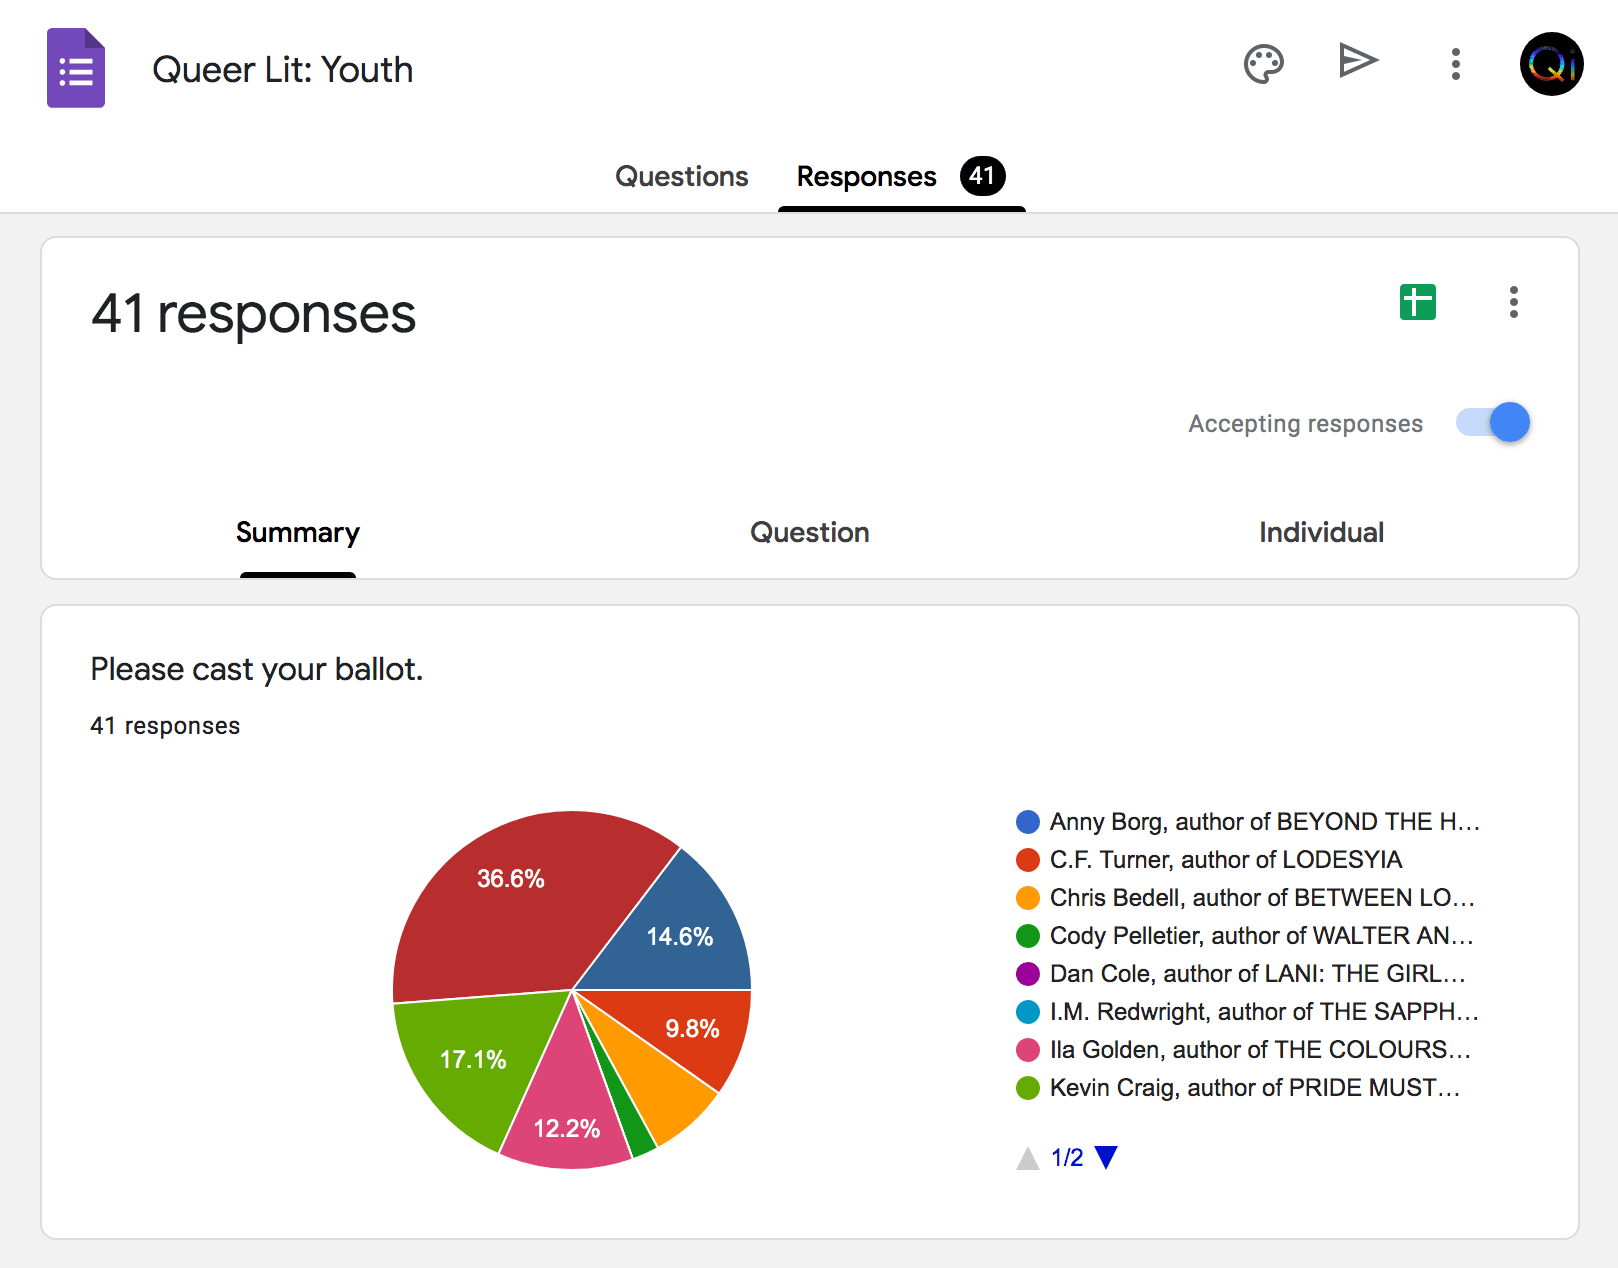 Queer Lit: Youth
Qi
Questions
Responses 41
41 responses
Accepting responses
Summary
Question
Individual
Please cast your ballot.
41 responses
36.6%
14.6%
9.8%
17.1%
12.2%
Anny Borg, author of BEYOND THE H...
C.F. Turner, author of LODESYIA
Chris Bedell, author of BETWEEN LO...
Cody Pelletier, author of WALTER AN...
Dan Cole, author of LANI: THE GIRL...
I.M. Redwright, author of THE SAPPH...
Ila Golden, author of THE COLOURS...
Kevin Craig, author of PRIDE MUST...
1/2